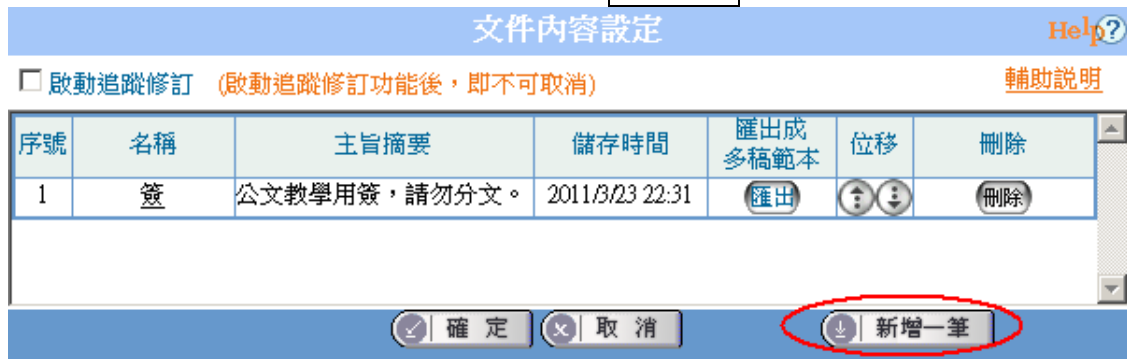 文件內容設定
Help?
啟動追蹤修訂 (啟動追蹤修訂功能後,即不可取消)
輔助說明
序號 名稱 主旨摘要 儲存時間 匯出成多稿範本 位移 刪除
1 簽 公文教學用簽,請勿分文。 2011/3/23 22:31 匯出 刪除
確 定 取 消 新增一筆